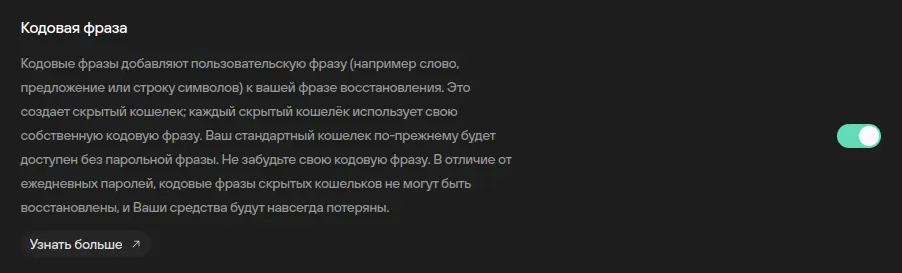 Кодовая фраза
Кодовые фразы добавляют пользовательскую фразу (например слово,
предложение или строку символов) к вашей фразе восстановления. Это
создает скрытый кошелек; каждый скрытый кошелёк использует свою
собственную кодовую фразу. Ваш стандартный кошелек по-прежнему будет
доступен без парольной фразы. Не забудьте свою кодовую фразу. В отличие от
ежедневных паролей, кодовые фразы скрытых кошельков не могут быть
восстановлены, и Ваши средства будут навсегда потеряны.
Узнать больше